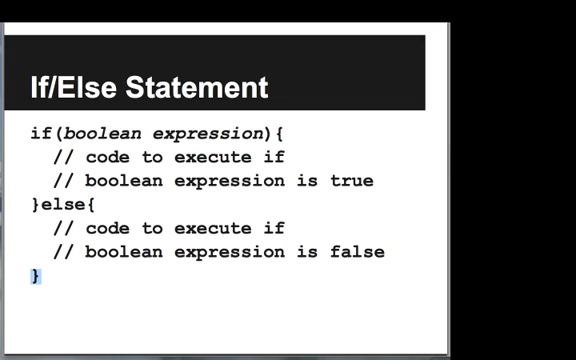 If/Else Statement
if(boolean expression){
// code to execute if
// boolean expression is true
}else{
// code to execute if
// boolean expression is false
}